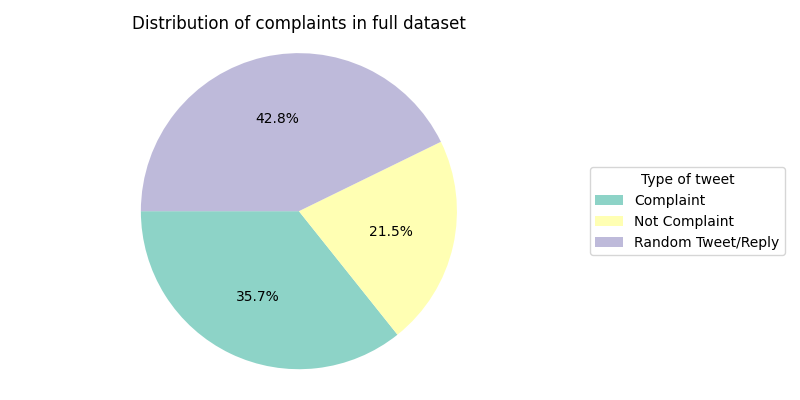 Distribution of complaints in full dataset
42.8%
21.5%
35.7%
Type of tweet
Complaint
Not Complaint
Random Tweet/Reply